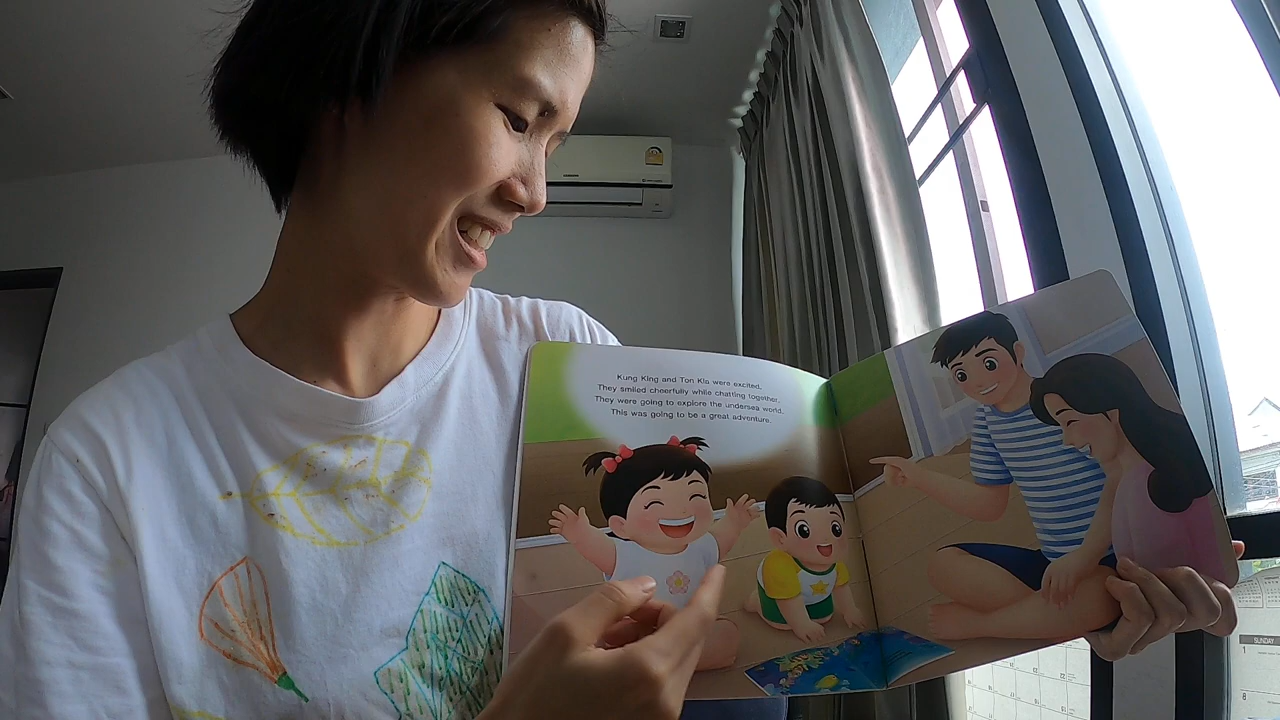 Kung King and Ton Kla were excited.
They smiled cheerfully while chatting together.
They were going to explore the undersea world.
This was going to be a great adventure.
SUNDAY